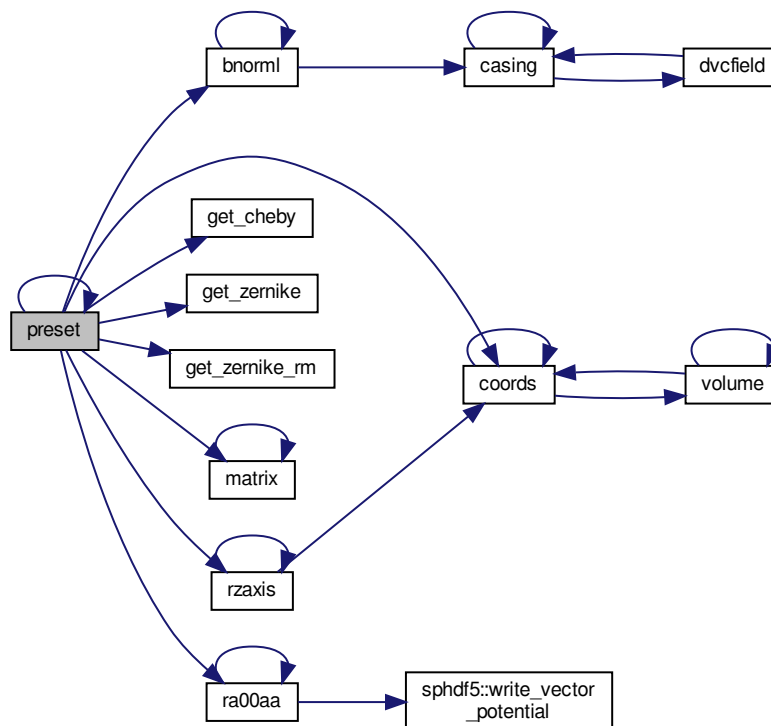 bnorml
casing
dvcfield
get_cheby
get_zernike
preset
get_zernike_rm
coords
volume
matrix
rzaxis
ra00aa
sphdf5::write_vector
_potential